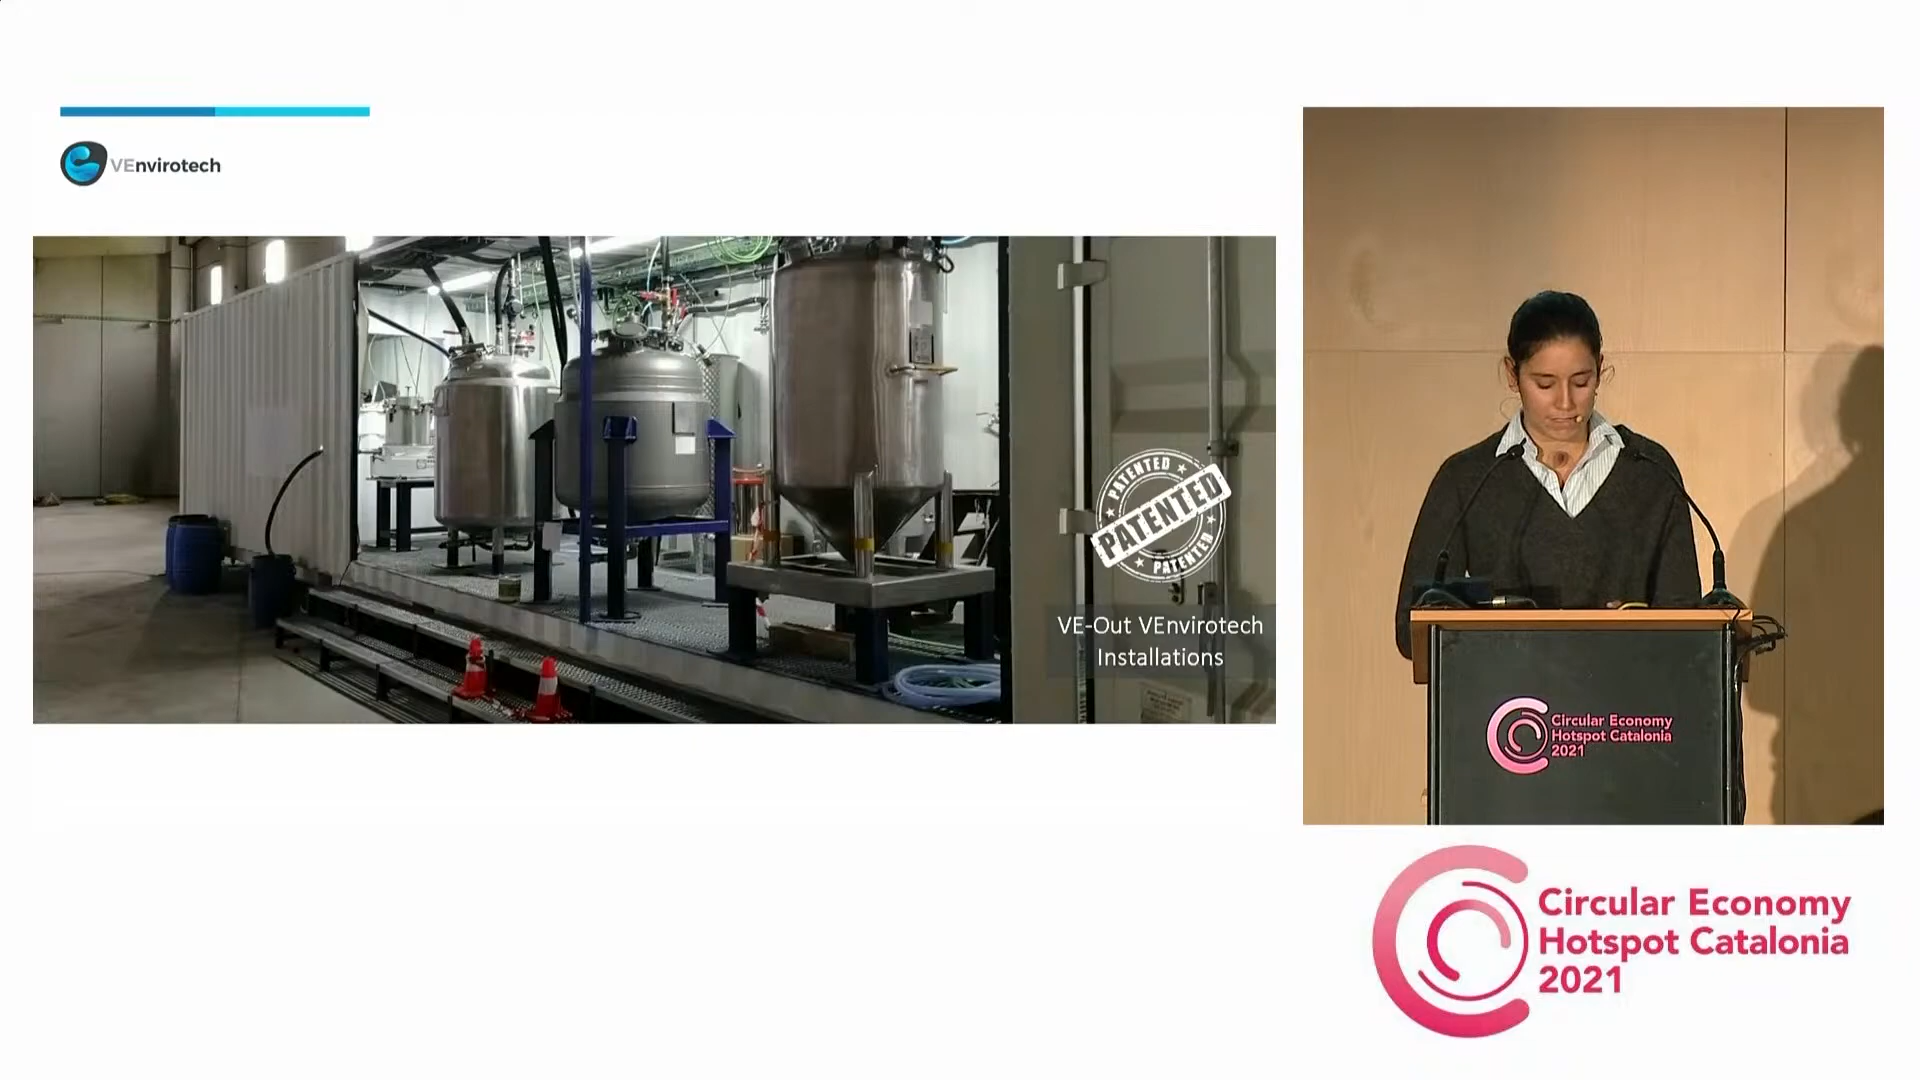 VEnvirotech
PATENTED
PATENTED
PATENTED
VE-Out VEnvirotech
Installations
Circular Economy
Hotspot Catalonia
2021
Circular Economy
Hotspot Catalonia
2021